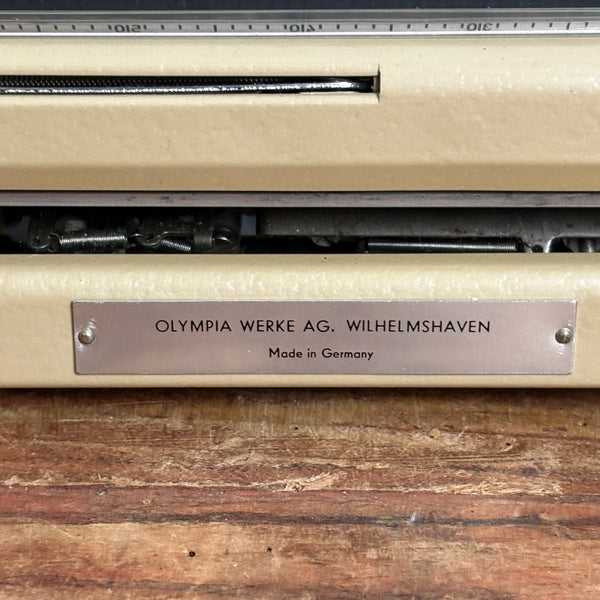 OLYMPIA WERKE AG. WILHELMSHAVEN
Made in Germany